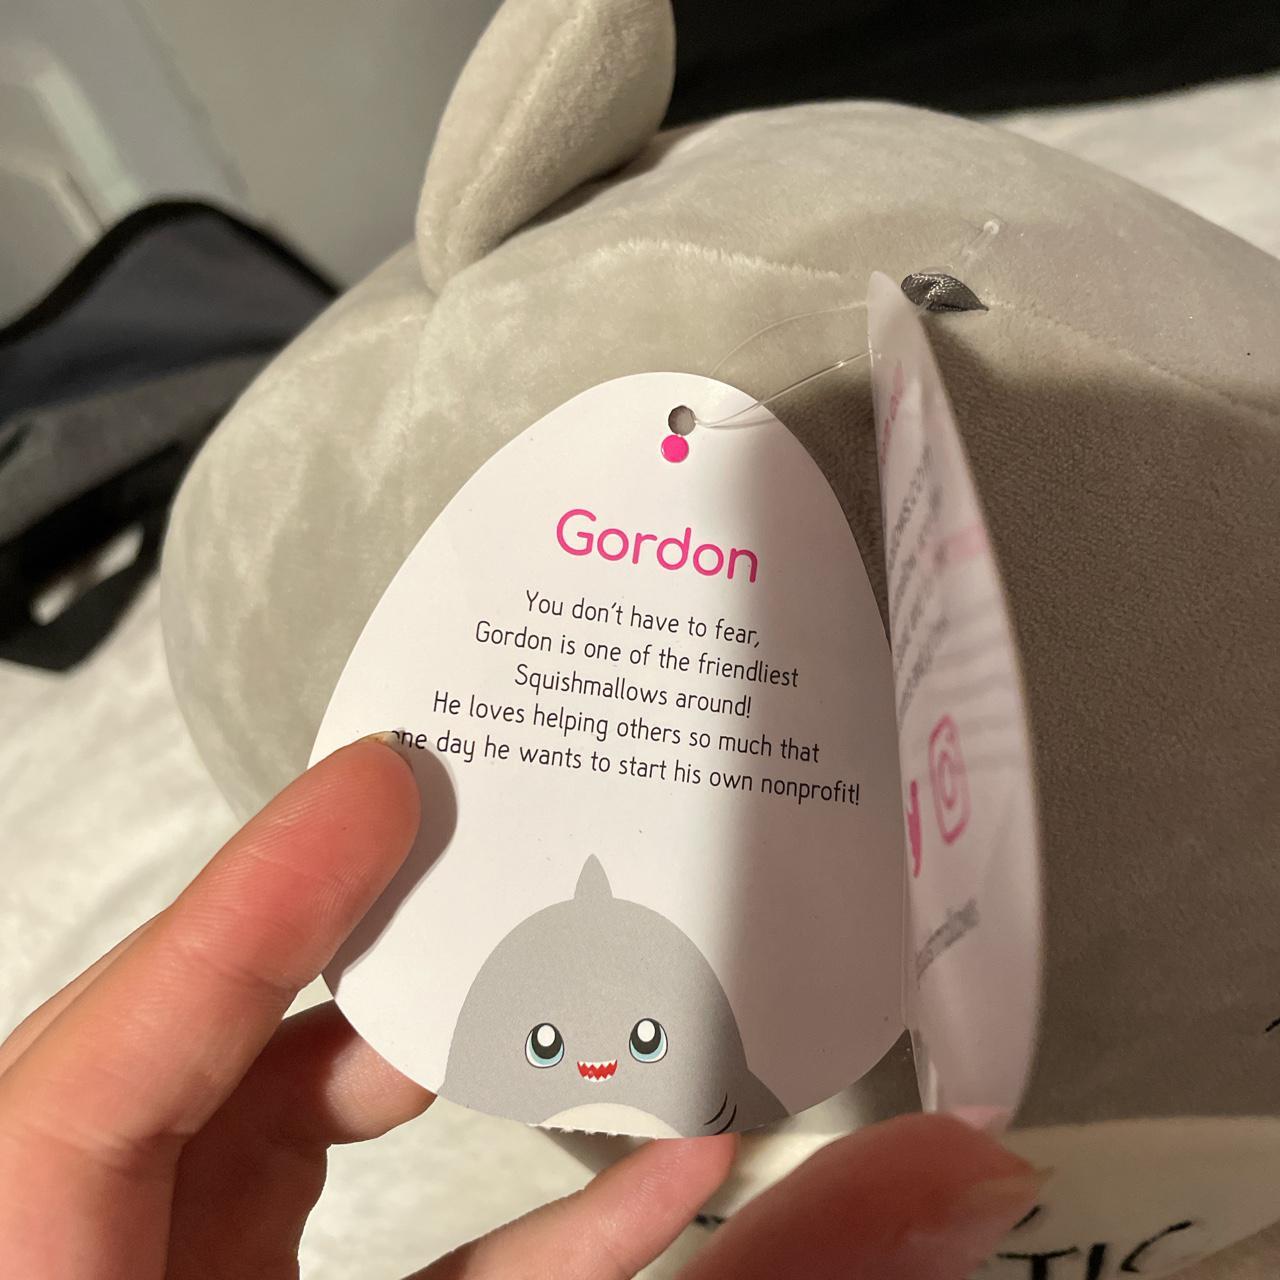 Gordon
You don't have to fear,
Gordon is one of the friendliest
Squishmallows around!
He loves helping others so much that
one day he wants to start his own nonprofit!